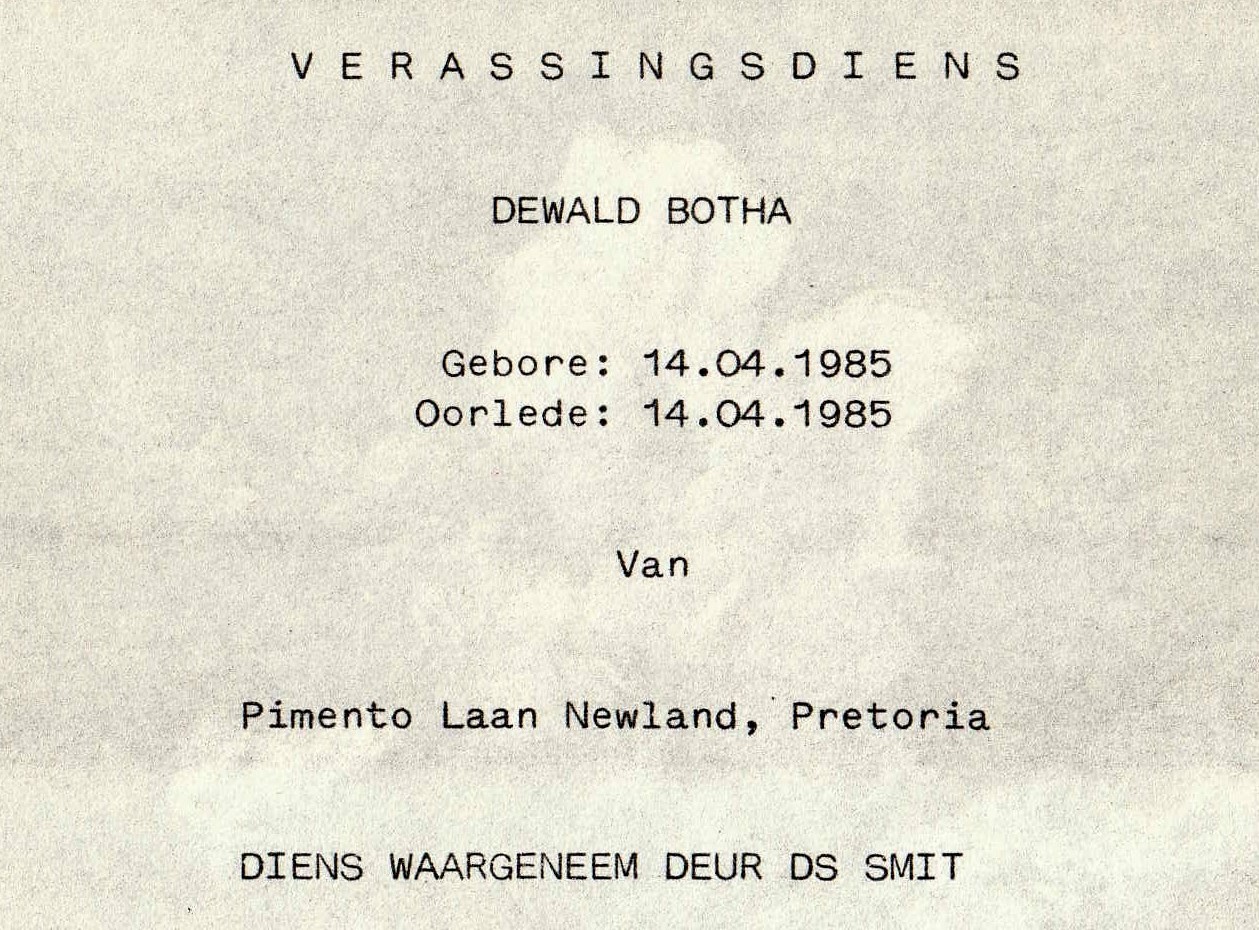 VERASSINGSDIENS
DEWALD BOTHA
Gebore: 14.04.1985
Oorlede: 14.04.1985
Van
Pimento Laan Newland, Pretoria
DIENS WAARGENEEM DEUR DS SMIT